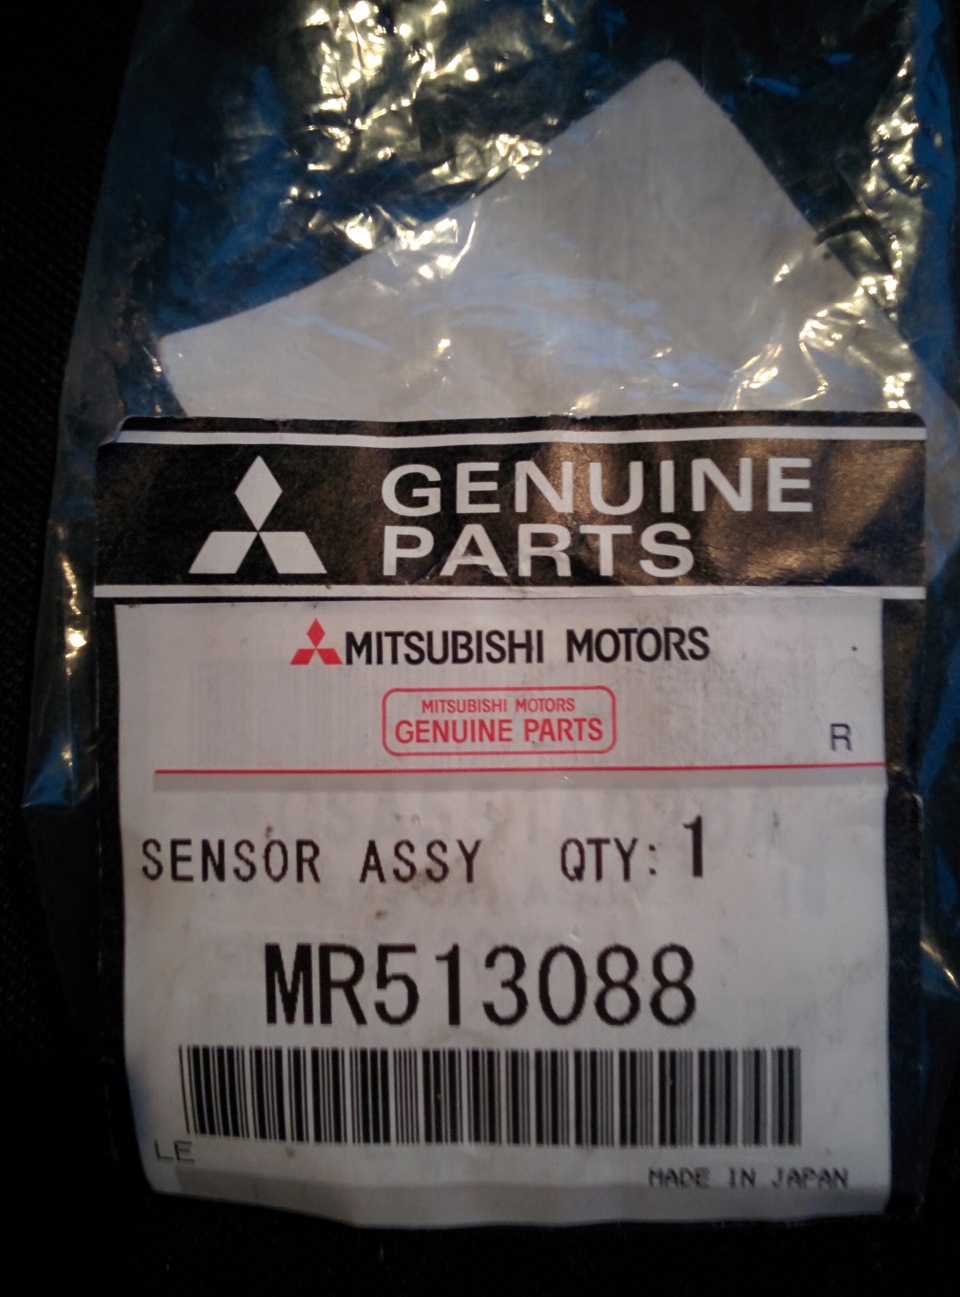 GENUINE
PARTS
MITSUBISHI MOTORS
MITSUBISHI MOTORS
GENUINE PARTS
R
SENSOR ASSY QTY: 1
MR513088
LE
MADE IN JAPAN